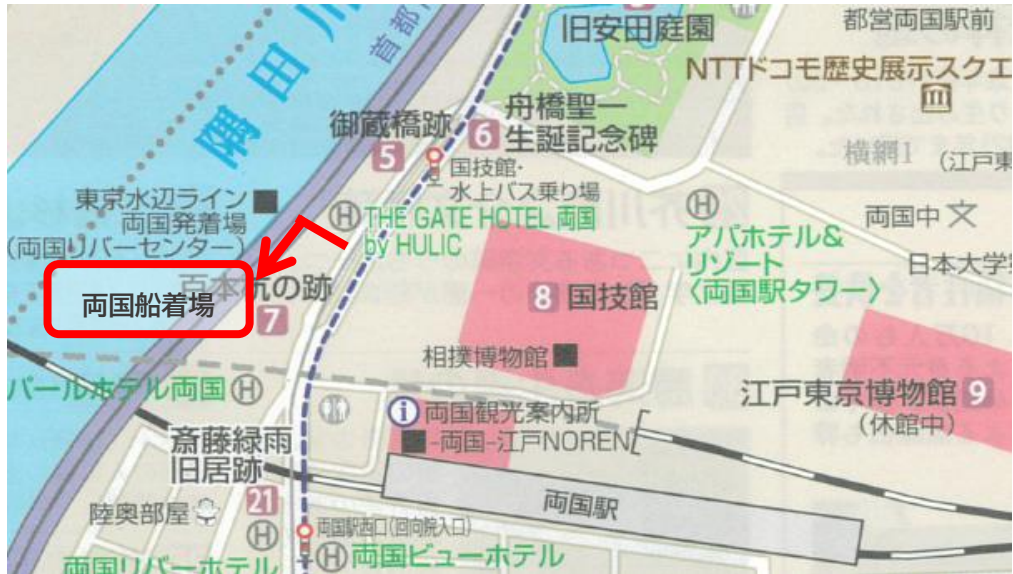 旧安田庭園
都営両国駅前
NTTドコモ歴史展示スクエ
隅田川
首都
御蔵橋跡
5
6
舟橋聖一
生誕記念碑
国技館・
水上バス乗り場
横網1
(江戸東
東京水辺ライン
両国発着場
(両国リバーセンター)
H
THE GATE HOTEL 両国
by HULIC
H
アパホテル&
リゾート
〈両国駅タワー〉
両国中
日本大学
両国船着場
百本杭の跡
7
8 国技館
相撲博物館
江戸東京博物館 9
(休館中)
パールホテル両国 H
i 両国観光案内所
-両国-江戸NOREN
斎藤緑雨
旧居跡
21
陸奥部屋
両国駅
両国駅西口(回向院入口)
H
両国リバーホテル
H 両国ビューホテル